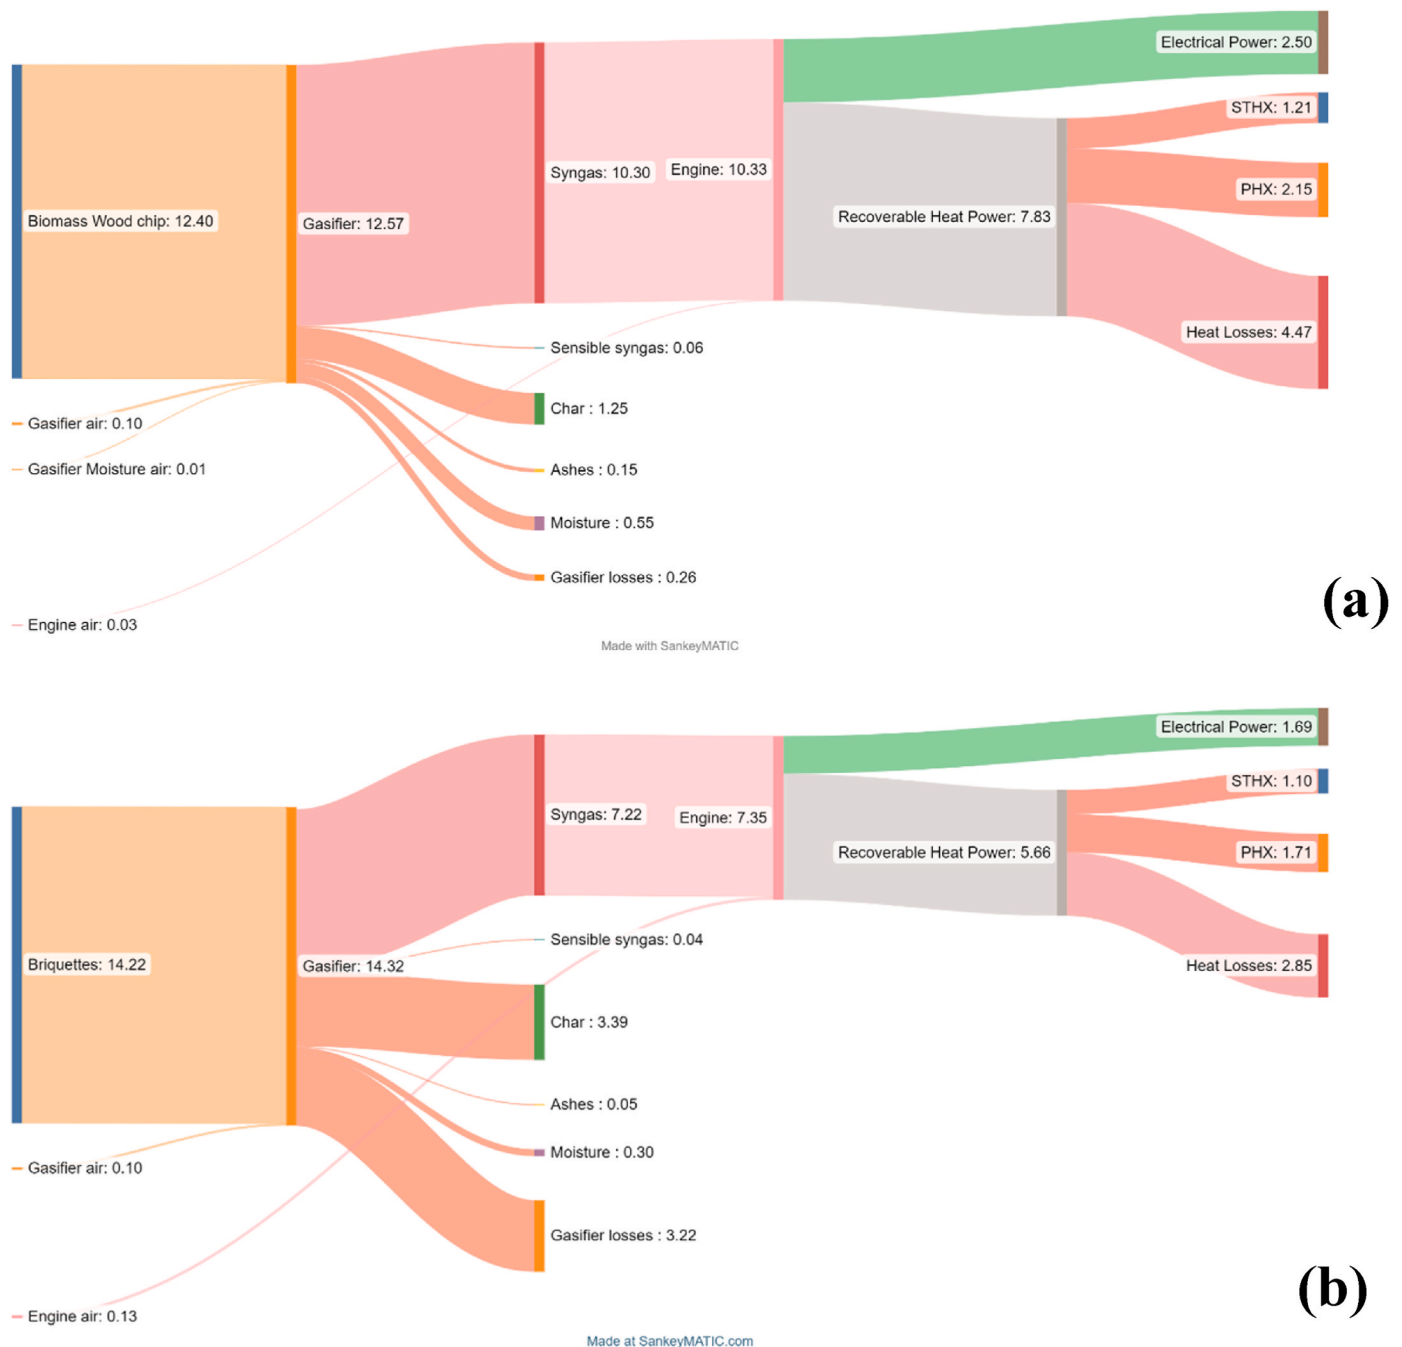 Electrical Power: 2.50
STHX: 1.21
Syngas: 10.30
Engine: 10.33
PHX: 2.15
Biomass Wood chip: 12.40
Gasifier: 12.57
Recoverable Heat Power: 7.83
Heat Losses: 4.47
Sensible syngas: 0.06
Char : 1.25
Gasifier air: 0.10
Gasifier Moisture air: 0.01
Ashes : 0.15
Moisture : 0.55
Gasifier losses : 0.26
(a)
Engine air: 0.03
Made with SankeyMATIC
Electrical Power: 1.69
STHX: 1.10
Syngas: 7.22
Engine: 7.35
Recoverable Heat Power: 5.66
PHX: 1.71
Sensible syngas: 0.04
Briquettes: 14.22
Gasifier: 14.32
Heat Losses: 2.85
Char : 3.39
Ashes : 0.05
Moisture : 0.30
Gasifier air: 0.10
Gasifier losses : 3.22
(b)
Engine air: 0.13
Made at SankeyMATIC.com